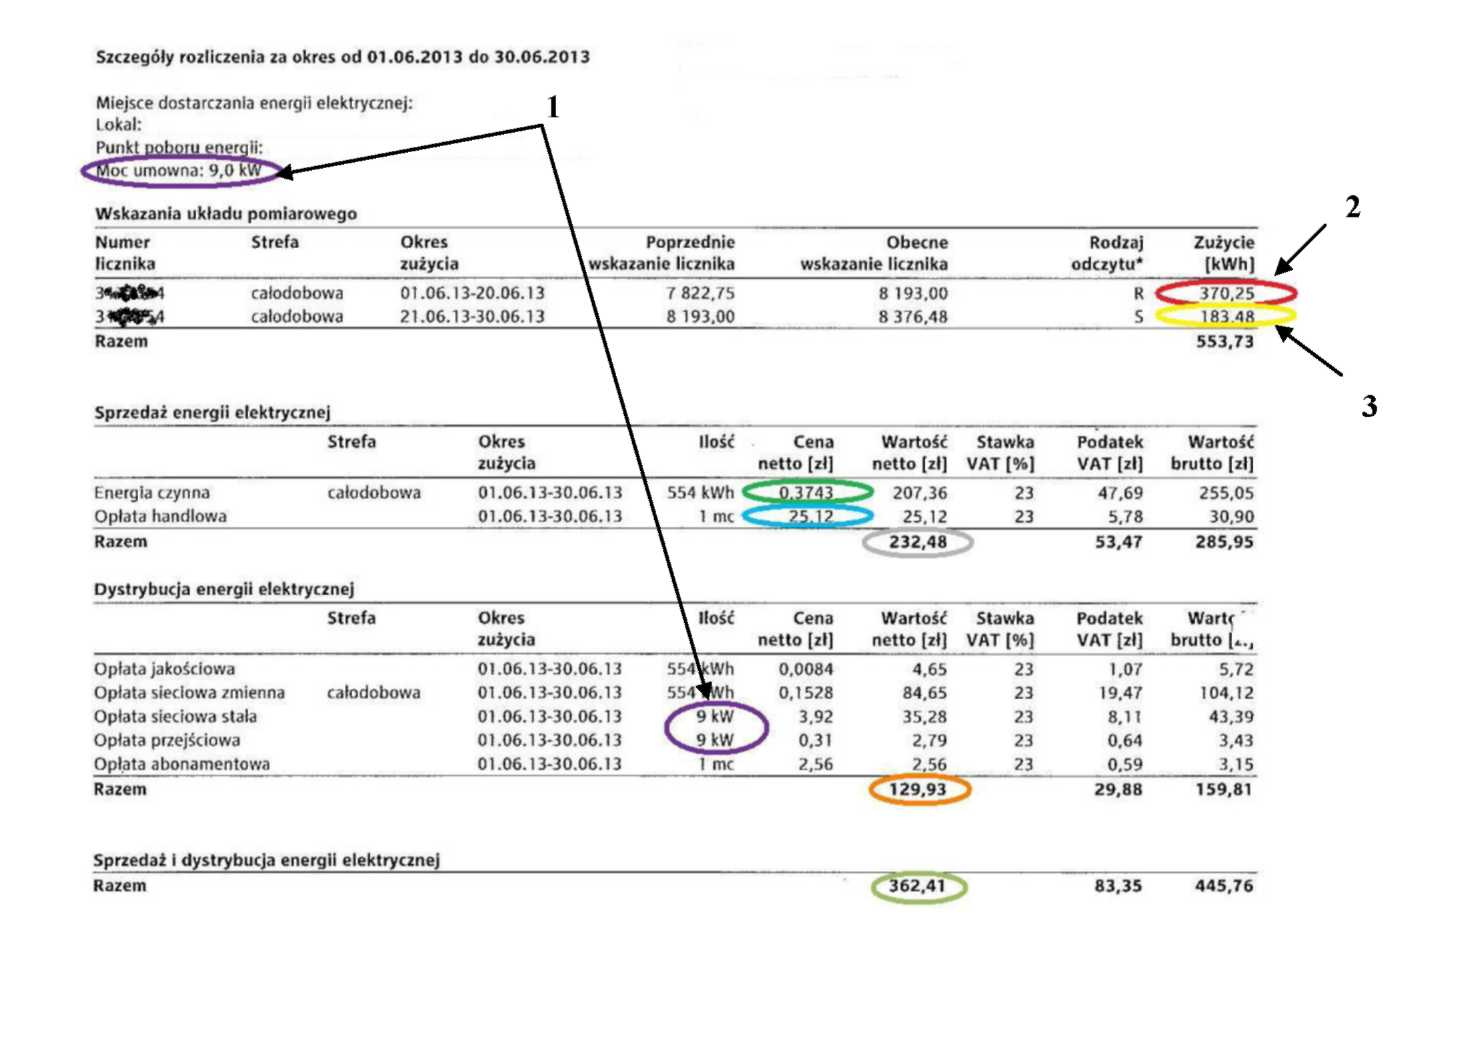 Szczegóły rozliczenia za okres od 01.06.2013 do 30.06.2013
Miejsce dostarczania energii elektrycznej:
Lokal:
Punkt poboru energii:
Moc umowna: 9,0 kW
1
Wskazania układu pomiarowego
2
Numer licznika Strefa Okres zużycia Poprzednie wskazanie licznika Obecne wskazanie licznika Rodzaj odczytu* Zużycie [kWh]
całodobowa 01.06.13-20.06.13 7 822,75 8 193,00 R 370,25
całodobowa 21.06.13-30.06.13 8 193,00 8 376,48 S 183.48
Razem 553,73
3
Sprzedaż energii elektrycznej
Strefa Okres zużycia Ilość Cena netto [zł] Wartość netto [zł] Stawka VAT [%] Podatek VAT [zł] Wartość brutto [zł]
Energia czynna całodobowa 01.06.13-30.06.13 554 kWh 0,3743 207,36 23 47,69 255,05
Opłata handlowa 01.06.13-30.06.13 1 mc 25,12 25,12 23 5,78 30,90
Razem 232,48 53,47 285,95
Dystrybucja energii elektrycznej
Strefa Okres zużycia Ilość Cena netto [zł] Wartość netto [zł] Stawka VAT [%] Podatek VAT [zł] brutto
Opłata jakościowa 01.06.13-30.06.13 554 kWh 0,0084 4,65 23 1,07 5,72
Opłata sieciowa zmienna całodobowa 01.06.13-30.06.13 554 kWh 0,1528 84,65 23 19,47 104,12
Opłata sieciowa stała 01.06.13-30.06.13 9 kW 3,92 35,28 23 8,11 43,39
Opłata przejściowa 01.06.13-30.06.13 9 kW 0,31 2,79 23 0,64 3,43
Opłata abonamentowa 01.06.13-30.06.13 1 mc 2,56 2,56 23 0,59 3,15
Razem 129,93 29,88 159,81
Sprzedaż i dystrybucja energii elektrycznej
Razem 362,41 83,35 445,76